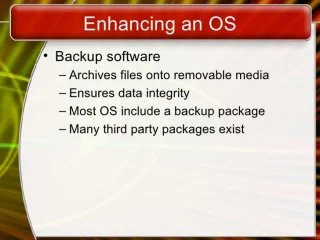 Enhancing an OS
• Backup software
– Archives files onto removable media
– Ensures data integrity
– Most OS include a backup package
– Many third party packages exist